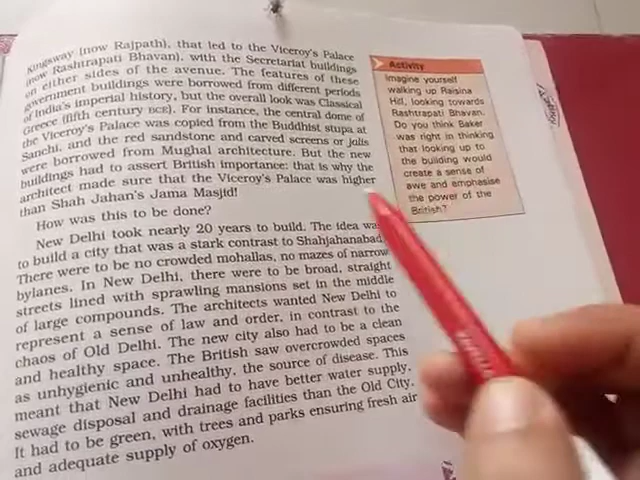 Kingsway (now Rajpath), that led to the Viceroy's Palace
(now Rashtrapati Bhavan), with the Secretariat buildings
on either sides of the avenue. The features of these
government buildings were borrowed from different periods
of India's imperial history, but the overall look was Classical
Greece (fifth century BCE). For instance, the central dome of
the Viceroy's Palace was copied from the Buddhist stupa at
Sanchi, and the red sandstone and carved screens or jalis
were borrowed from Mughal architecture. But the new
buildings had to assert British importance: that is why the
architect made sure that the Viceroy's Palace was higher
than Shah Jahan's Jama Masjid!
How was this to be done?
New Delhi took nearly 20 years to build. The idea was
to build a city that was a stark contrast to Shahjahanabad.
There were to be no crowded mohallas, no mazes of narrow
bylanes. In New Delhi, there were to be broad, straight
streets lined with sprawling mansions set in the middle
of large compounds. The architects wanted New Delhi to
represent a sense of law and order, in contrast to the
chaos of Old Delhi. The new city also had to be a clean
and healthy space. The British saw overcrowded spaces
as unhygienic and unhealthy, the source of disease. This
meant that New Delhi had to have better water supply,
sewage disposal and drainage facilities than the Old City.
It had to be green, with trees and parks ensuring fresh air
and adequate supply of oxygen.
Activity
Imagine yourself
walking up Raisina
Hill, looking towards
Rashtrapati Bhavan.
Do you think Baker
was right in thinking
that looking up to
the building would
create a sense of
awe and emphasise
the power of the
British?